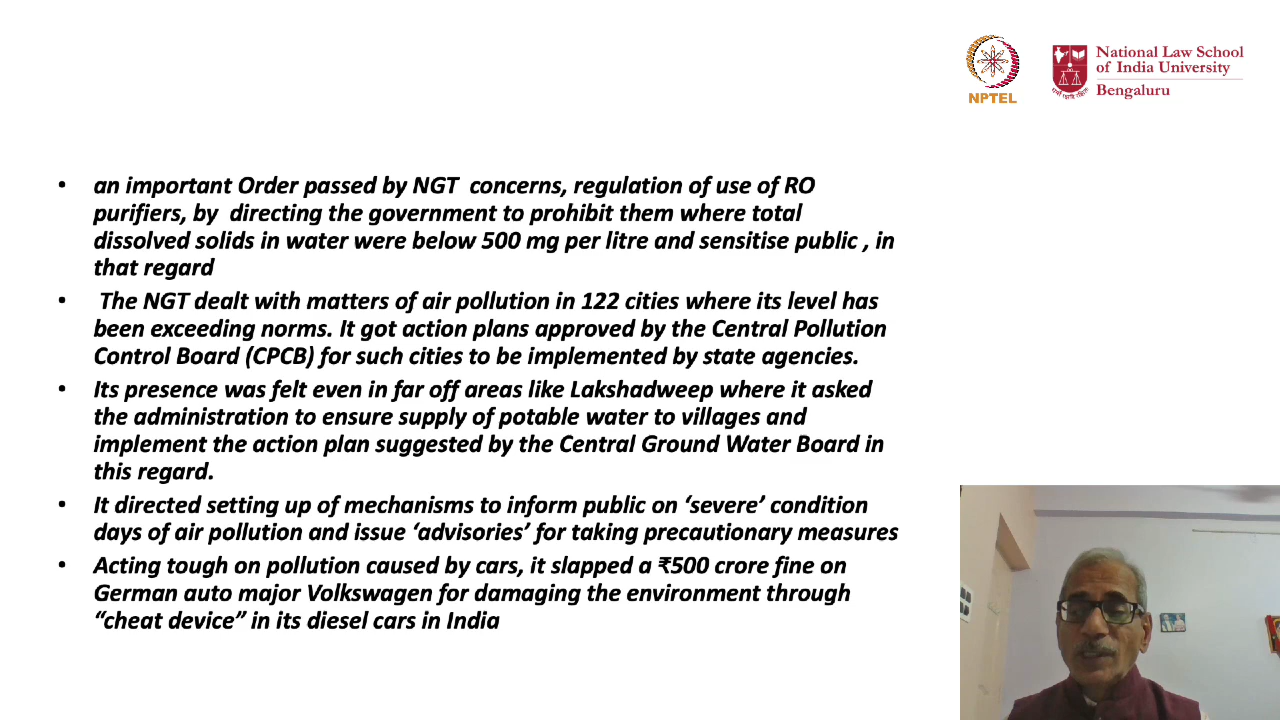 NPTEL
National Law School
of India University
Bengaluru
• an important Order passed by NGT concerns, regulation of use of RO
purifiers, by directing the government to prohibit them where total
dissolved solids in water were below 500 mg per litre and sensitise public , in
that regard
• The NGT dealt with matters of air pollution in 122 cities where its level has
been exceeding norms. It got action plans approved by the Central Pollution
Control Board (CPCB) for such cities to be implemented by state agencies.
• Its presence was felt even in far off areas like Lakshadweep where it asked
the administration to ensure supply of potable water to villages and
implement the action plan suggested by the Central Ground Water Board in
this regard.
• It directed setting up of mechanisms to inform public on ‘severe’ condition
days of air pollution and issue ‘advisories’ for taking precautionary measures
• Acting tough on pollution caused by cars, it slapped a ₹500 crore fine on
German auto major Volkswagen for damaging the environment through
“cheat device” in its diesel cars in India